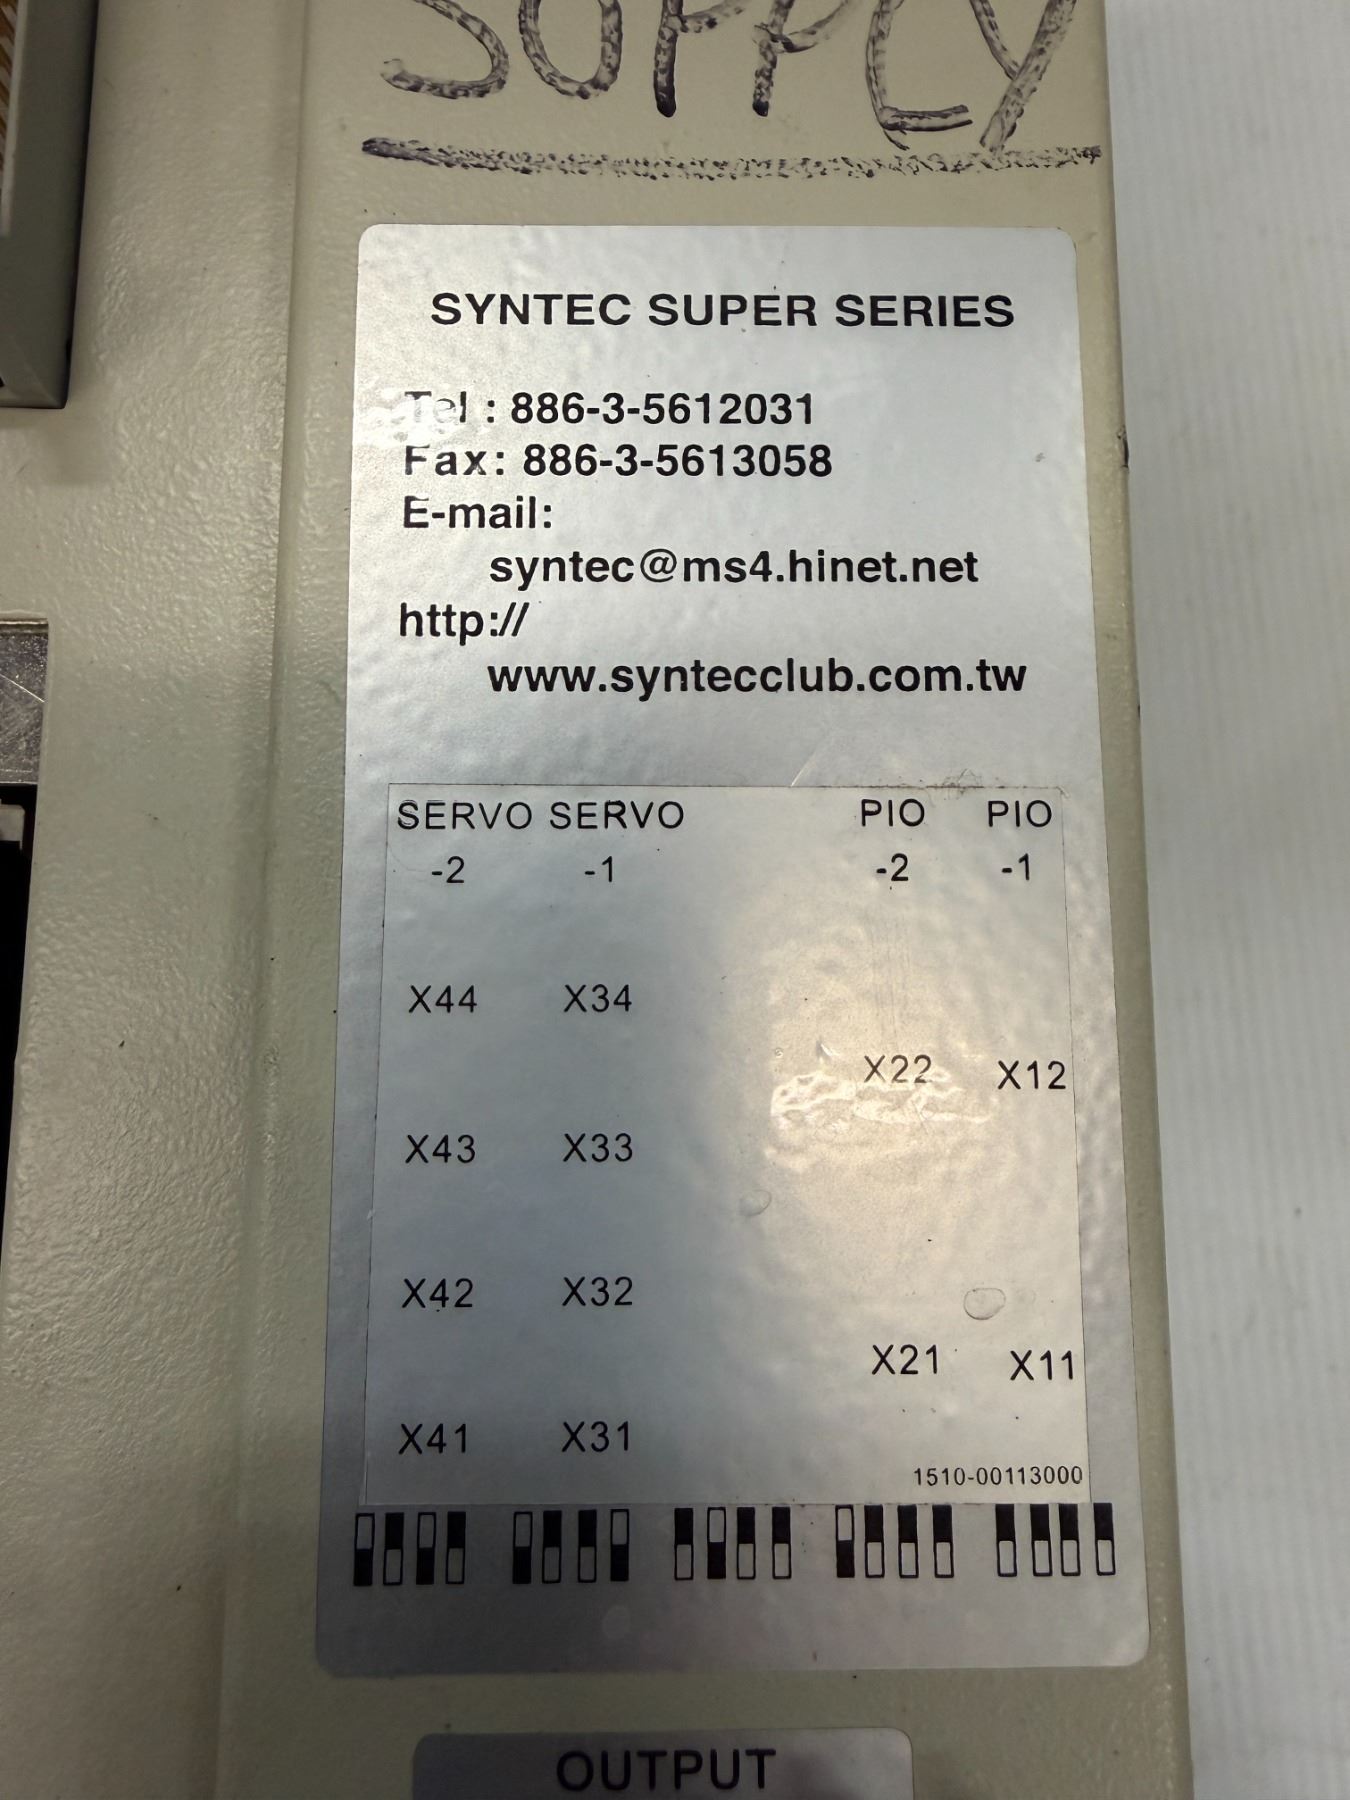 SUPPLY
SYNTEC SUPER SERIES
Tel : 886-3-5612031
Fax: 886-3-5613058
E-mail:
syntec@ms4.hinet.net
http://
www.syntecclub.com.tw
SERVO SERVO PIO PIO
-2 -1 -2 -1
X44 X34
X22 X12
X43 X33
X42 X32
X21 X11
X41 X31
1510-00113000
OUTPUT